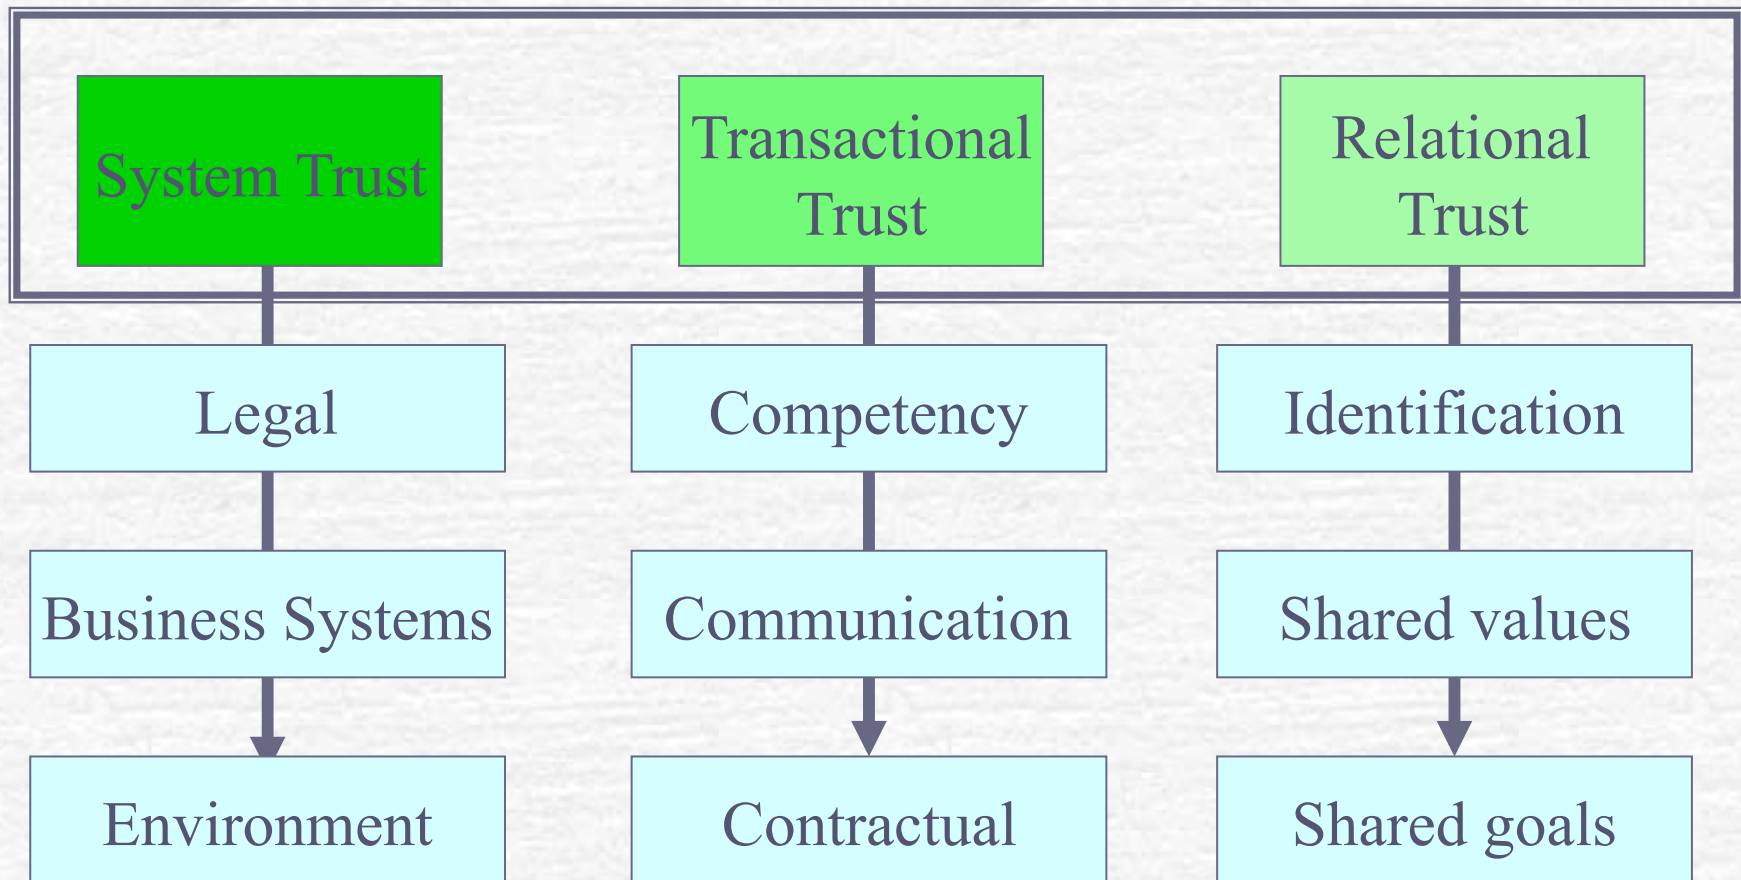 System Trust
Transactional
Trust
Relational
Trust
Legal
Competency
Identification
Business Systems
Communication
Shared values
Environment
Contractual
Shared goals